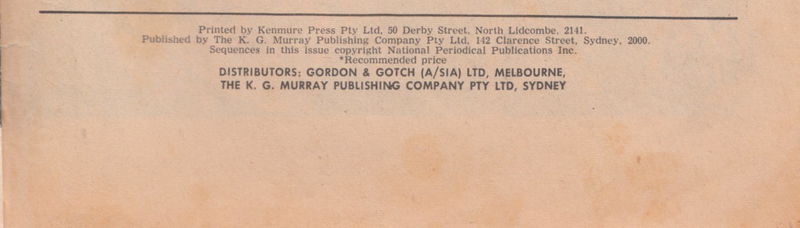 Printed by Kenmure Press Pty Ltd, 50 Derby Street, North Lidcombe, 2141.
Published by The K. G. Murray Publishing Company Pty Ltd, 142 Clarence Street, Sydney, 2000.
Sequences in this issue copyright National Periodical Publications Inc.
*Recommended price
DISTRIBUTORS: GORDON & GOTCH (A/SIA) LTD, MELBOURNE,
THE K. G. MURRAY PUBLISHING COMPANY PTY LTD, SYDNEY